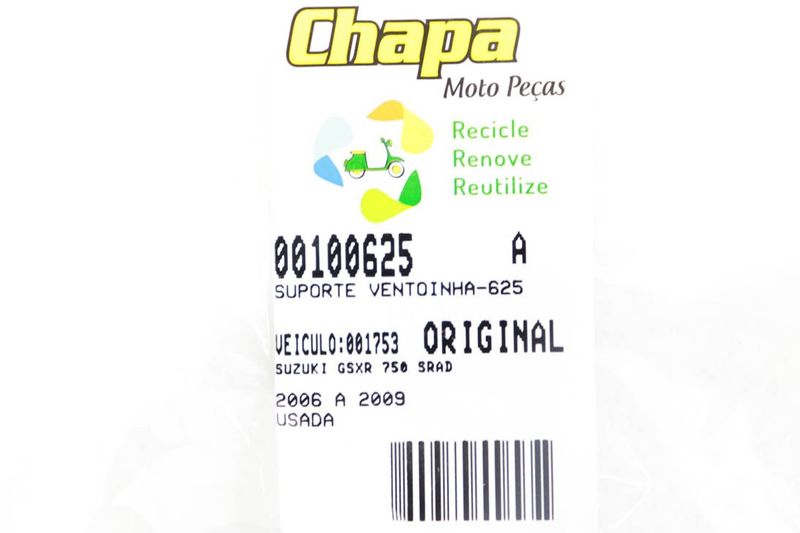 Chapa
Moto Peças
Recicle
Renove
Reutilize
00100625 A
SUPORTE VENTOINHA-625
VEICULO:001753 ORIGINAL
SUZUKI GSXR 750 SRAD
2006 A 2009
USADA